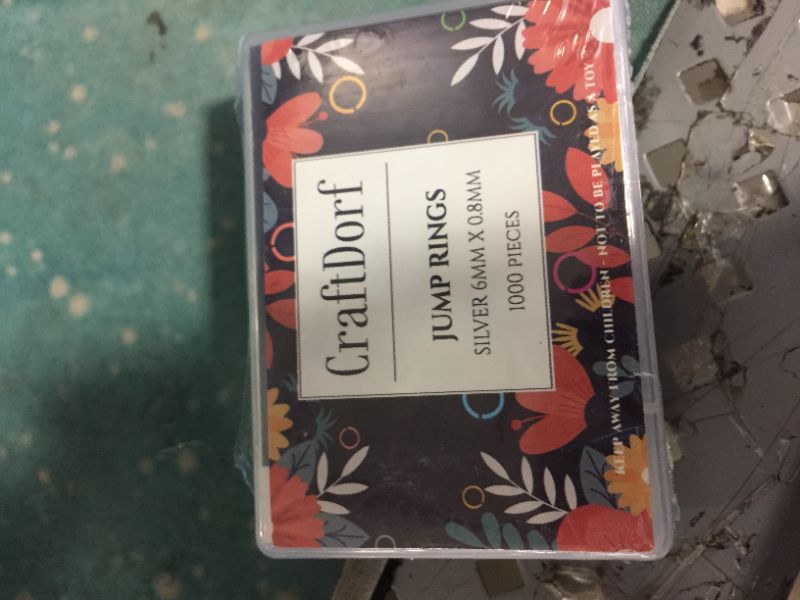 CraftDorf
JUMP RINGS
SILVER 6MM X 0.8MM
1000 PIECES
KEEP AWAY FROM CHILDREN - NOT TO BE PLAYED AS A TOY